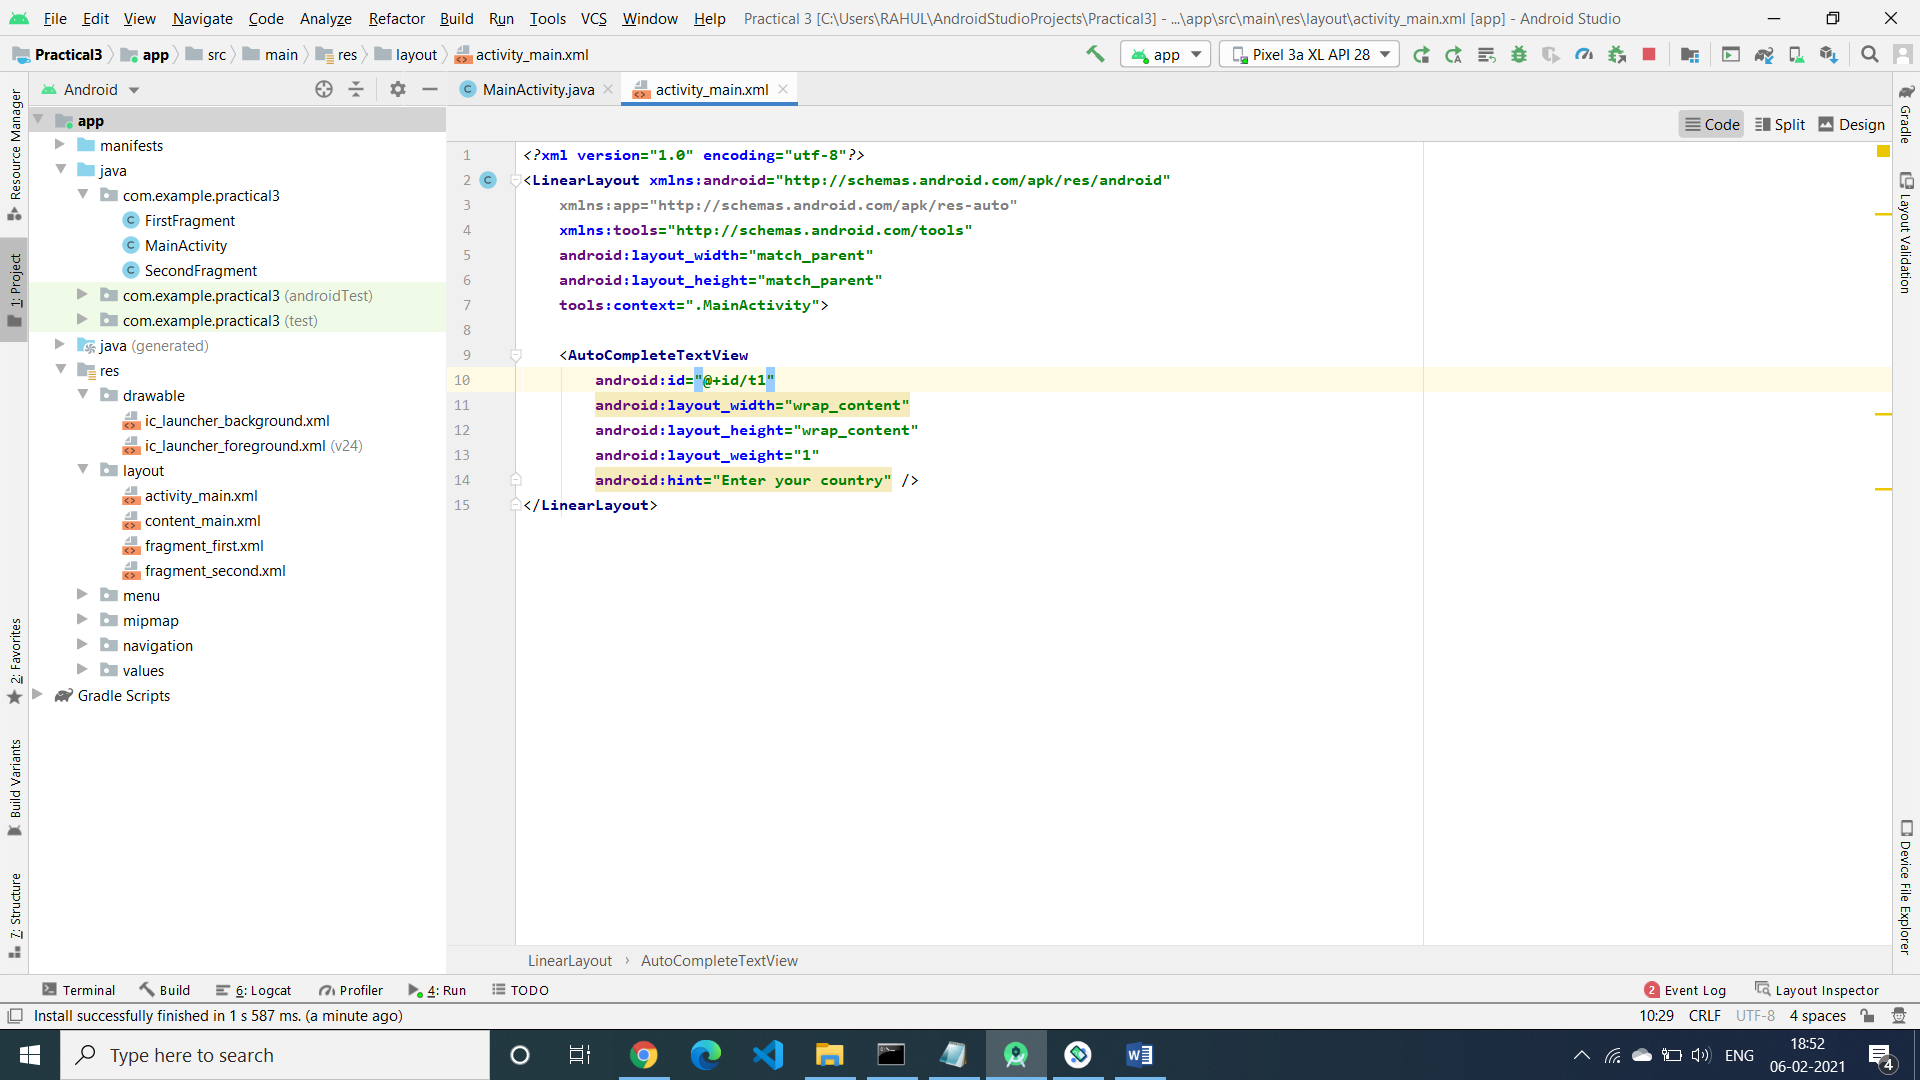 File Edit View Navigate Code Analyze Refactor Build Run Tools VCS Window Help Practical 3 [C:\Users\RAHUL\AndroidStudioProjects\Practical3] - ...\app\src\main\res\layout\activity_main.xml [app] - Android Studio
Practical3 app src main res layout activity_main.xml app Pixel 3a XL API 28
Android MainActivity.java activity_main.xml
Code Split Design
app
manifests
java
com.example.practical3
FirstFragment
MainActivity
SecondFragment
com.example.practical3 (androidTest)
com.example.practical3 (test)
java (generated)
res
drawable
ic_launcher_background.xml
ic_launcher_foreground.xml (v24)
layout
activity_main.xml
content_main.xml
fragment_first.xml
fragment_second.xml
menu
mipmap
navigation
values
Gradle Scripts
Resource Manager
1: Project
2: Favorites
Build Variants
7: Structure
1 <?xml version="1.0" encoding="utf-8"?>
2 C <LinearLayout xmlns:android="http://schemas.android.com/apk/res/android"
3 xmlns:app="http://schemas.android.com/apk/res-auto"
4 xmlns:tools="http://schemas.android.com/tools"
5 android:layout_width="match_parent"
6 android:layout_height="match_parent"
7 tools:context=".MainActivity">
8
9 <AutoCompleteTextView
10 android:id="@+id/t1"
11 android:layout_width="wrap_content"
12 android:layout_height="wrap_content"
13 android:layout_weight="1"
14 android:hint="Enter your country" />
15 </LinearLayout>
Gradle
Layout Validation
Device File Explorer
LinearLayout › AutoCompleteTextView
Terminal Build 6: Logcat Profiler 4: Run TODO 2 Event Log Layout Inspector
Install successfully finished in 1 s 587 ms. (a minute ago) 10:29 CRLF UTF-8 4 spaces
Type here to search ENG 18:52
06-02-2021 4